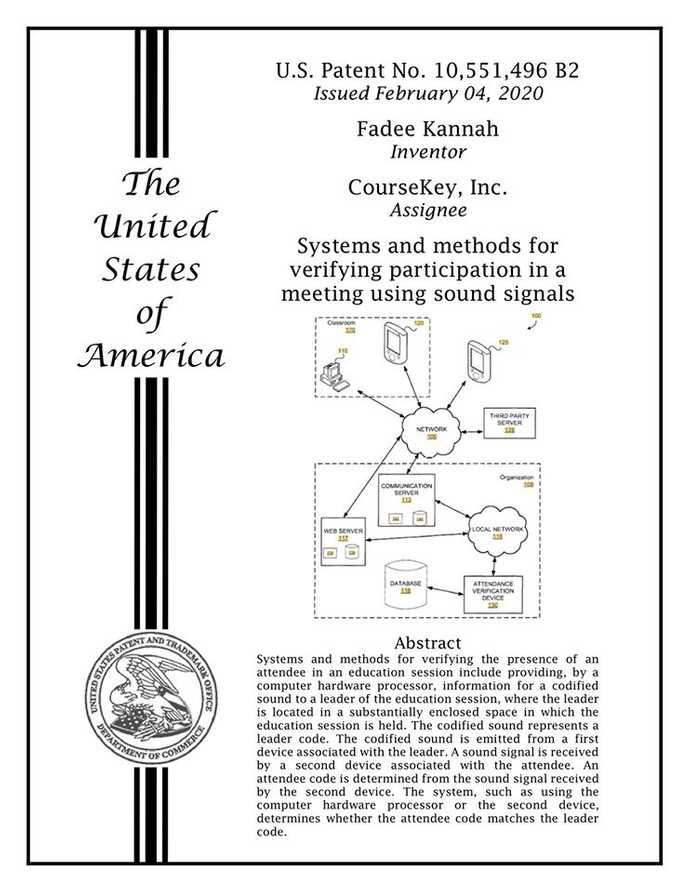 The
United
States
of
America
U.S. Patent No. 10,551,496 B2
Issued February 04, 2020
Fadee Kannah
Inventor
CourseKey, Inc.
Assignee
Systems and methods for
verifying participation in a
meeting using sound signals
Classroom
110
120
125
100
NETWORK
THIRD PARTY
SERVER
Organization
COMMUNICATION
SERVER
WEB SERVER
117
LOCAL NETWORK
DATABASE
ATTENDANCE
VERIFICATION
DEVICE
Abstract
Systems and methods for verifying the presence of an
attendee in an education session include providing, by a
computer hardware processor, information for a codified
sound to a leader of the education session, where the leader
is located in a substantially enclosed space in which the
education session is held. The codified sound represents a
leader code. The codified sound is emitted from a first
device associated with the leader. A sound signal is received
by a second device associated with the attendee. An
attendee code is determined from the sound signal received
by the second device. The system, such as using the
computer hardware processor or the second device,
determines whether the attendee code matches the leader
code.
UNITED STATES PATENT AND TRADEMARK OFFICE
DEPARTMENT OF COMMERCE